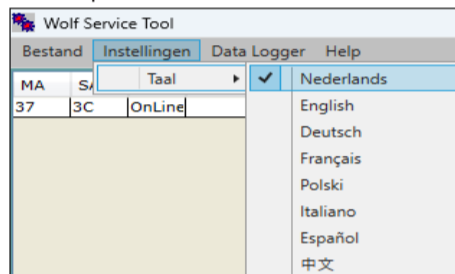 Wolf Service Tool
Bestand Instellingen Data Logger Help
MA SA Taal Nederlands
37 3C OnLine English
Deutsch
Français
Polski
Italiano
Español
中文